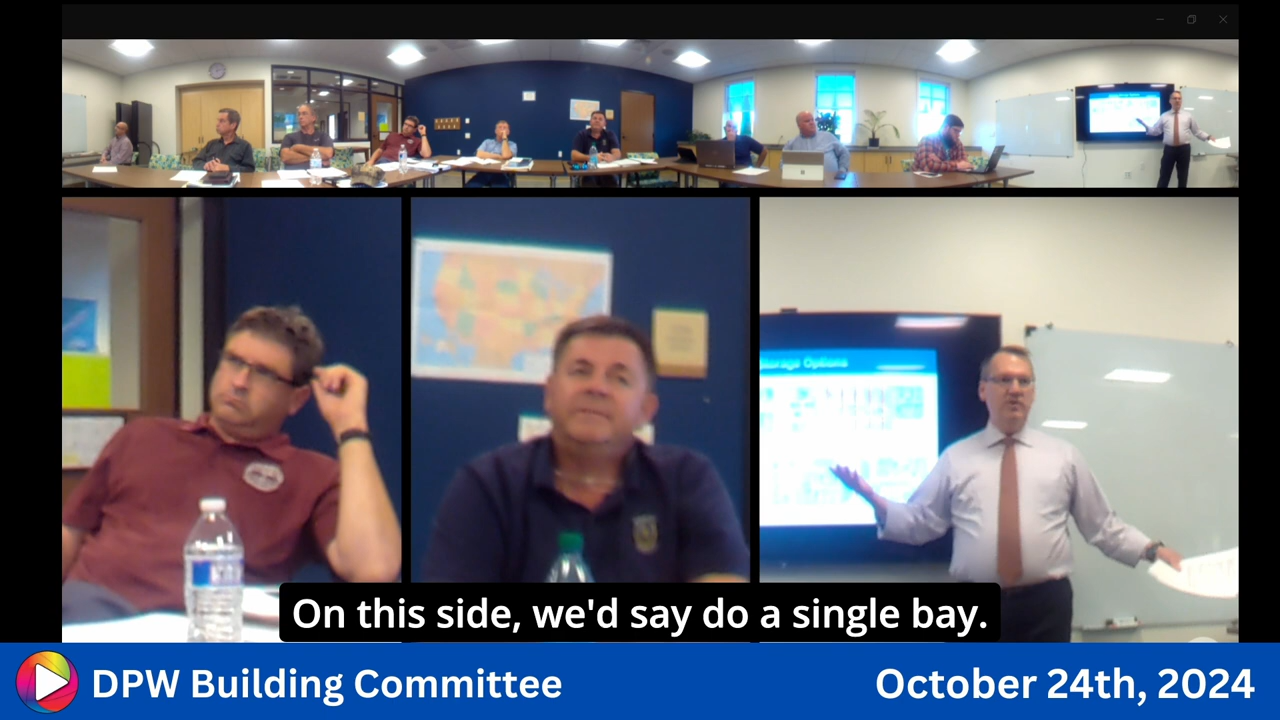 Storage Options
On this side, we'd say do a single bay.
DPW Building Committee
October 24th, 2024